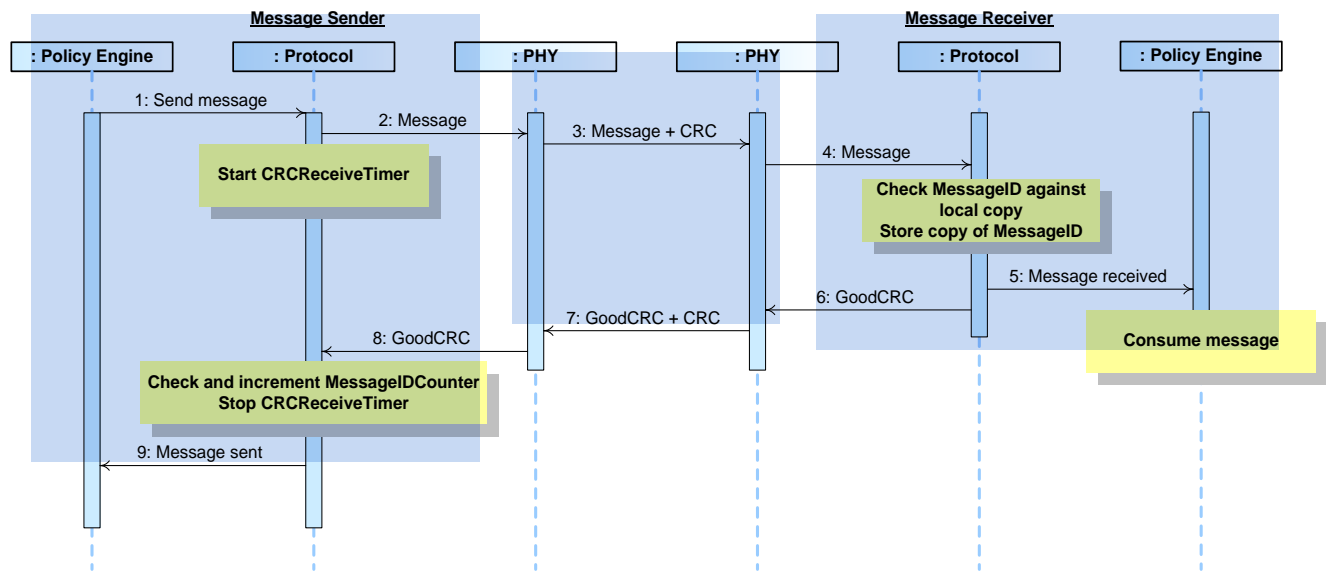 Message Sender
Message Receiver
: Policy Engine
: Protocol
: PHY
: PHY
: Protocol
: Policy Engine
1: Send message
2: Message
3: Message + CRC
4: Message
Start CRCReceiveTimer
Check MessageID against
local copy
Store copy of MessageID
5: Message received
6: GoodCRC
7: GoodCRC + CRC
8: GoodCRC
Consume message
Check and increment MessageIDCounter
Stop CRCReceiveTimer
9: Message sent